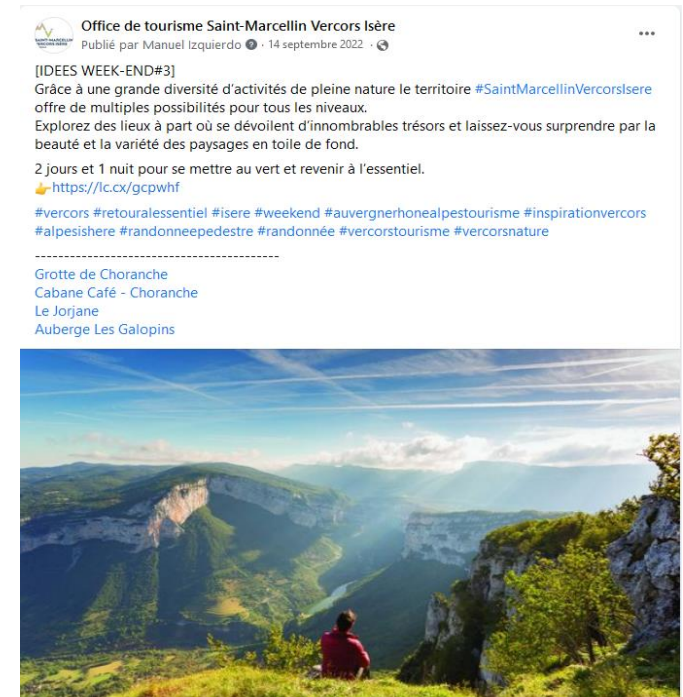 Office de tourisme Saint-Marcellin Vercors Isère
Publié par Manuel Izquierdo · 14 septembre 2022 ·
[IDEES WEEK-END#3]
Grâce à une grande diversité d'activités de pleine nature le territoire #SaintMarcellinVercorsIsere
offre de multiples possibilités pour tous les niveaux.
Explorez des lieux à part où se dévoilent d'innombrables trésors et laissez-vous surprendre par la
beauté et la variété des paysages en toile de fond.
2 jours et 1 nuit pour se mettre au vert et revenir à l'essentiel.
👉https://lc.cx/gcpwhf
#vercors #retouralessentiel #isere #weekend #auvergnerhonealpestourisme #inspirationvercors
#alpesishere #randonneepedestre #randonnée #vercorstourisme #vercorsnature
------------------------------------------
Grotte de Choranche
Cabane Café - Choranche
Le Jorjane
Auberge Les Galopins